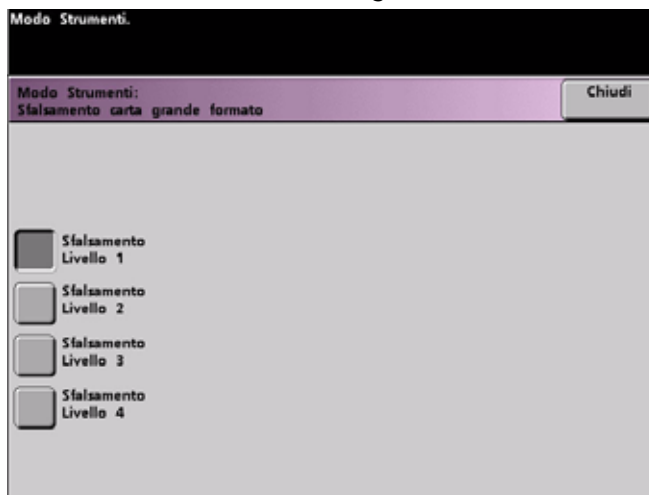 Modo Strumenti.
Modo Strumenti:
Sfalsamento carta grande formato
Chiudi
Sfalsamento
Livello 1
Sfalsamento
Livello 2
Sfalsamento
Livello 3
Sfalsamento
Livello 4